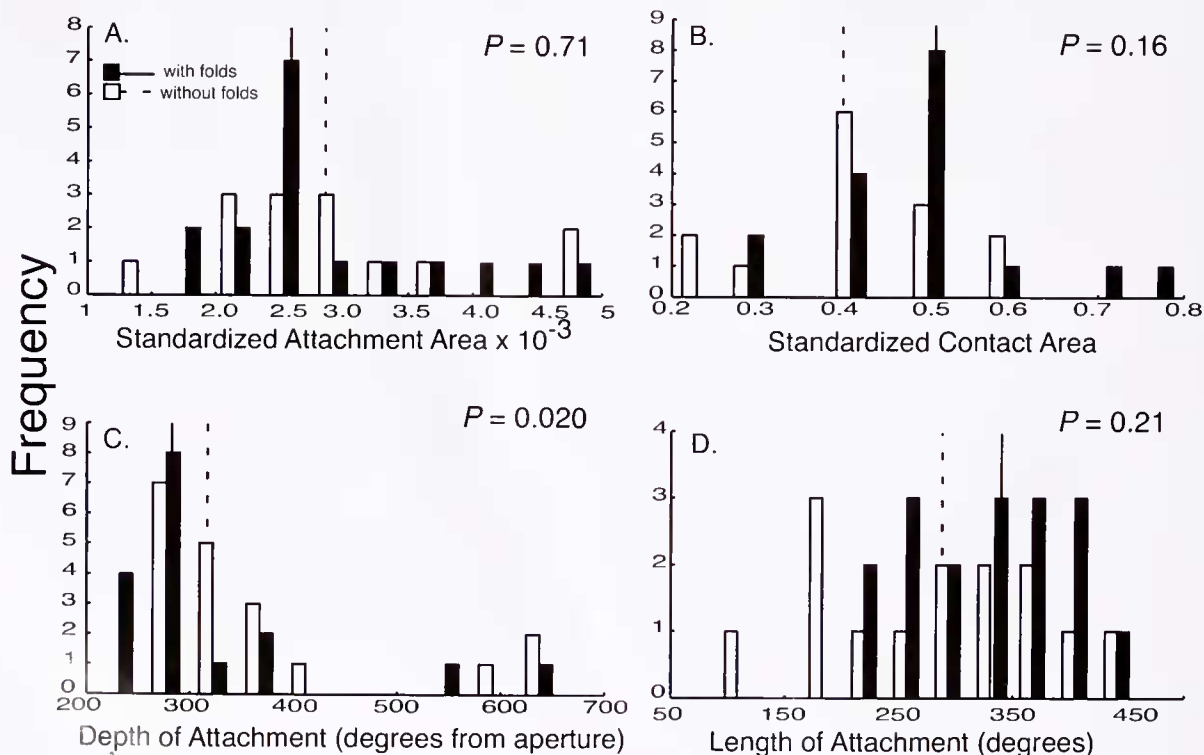 Frequency
A.
P = 0.71
with folds
without folds
8
7
6
5
4
3
2
1
0
1 1.5 2.0 2.5 3.0 3.5 4.0 4.5 5
Standardized Attachment Area x 10⁻³
B.
P = 0.16
9
8
7
6
5
4
3
2
1
0
0.2 0.3 0.4 0.5 0.6 0.7 0.8
Standardized Contact Area
C.
P = 0.020
9
8
7
6
5
4
3
2
1
0
200 300 400 500 600 700
Depth of Attachment (degrees from aperture)
D.
P = 0.21
4
3
2
1
0
50 150 250 350 450
Length of Attachment (degrees)